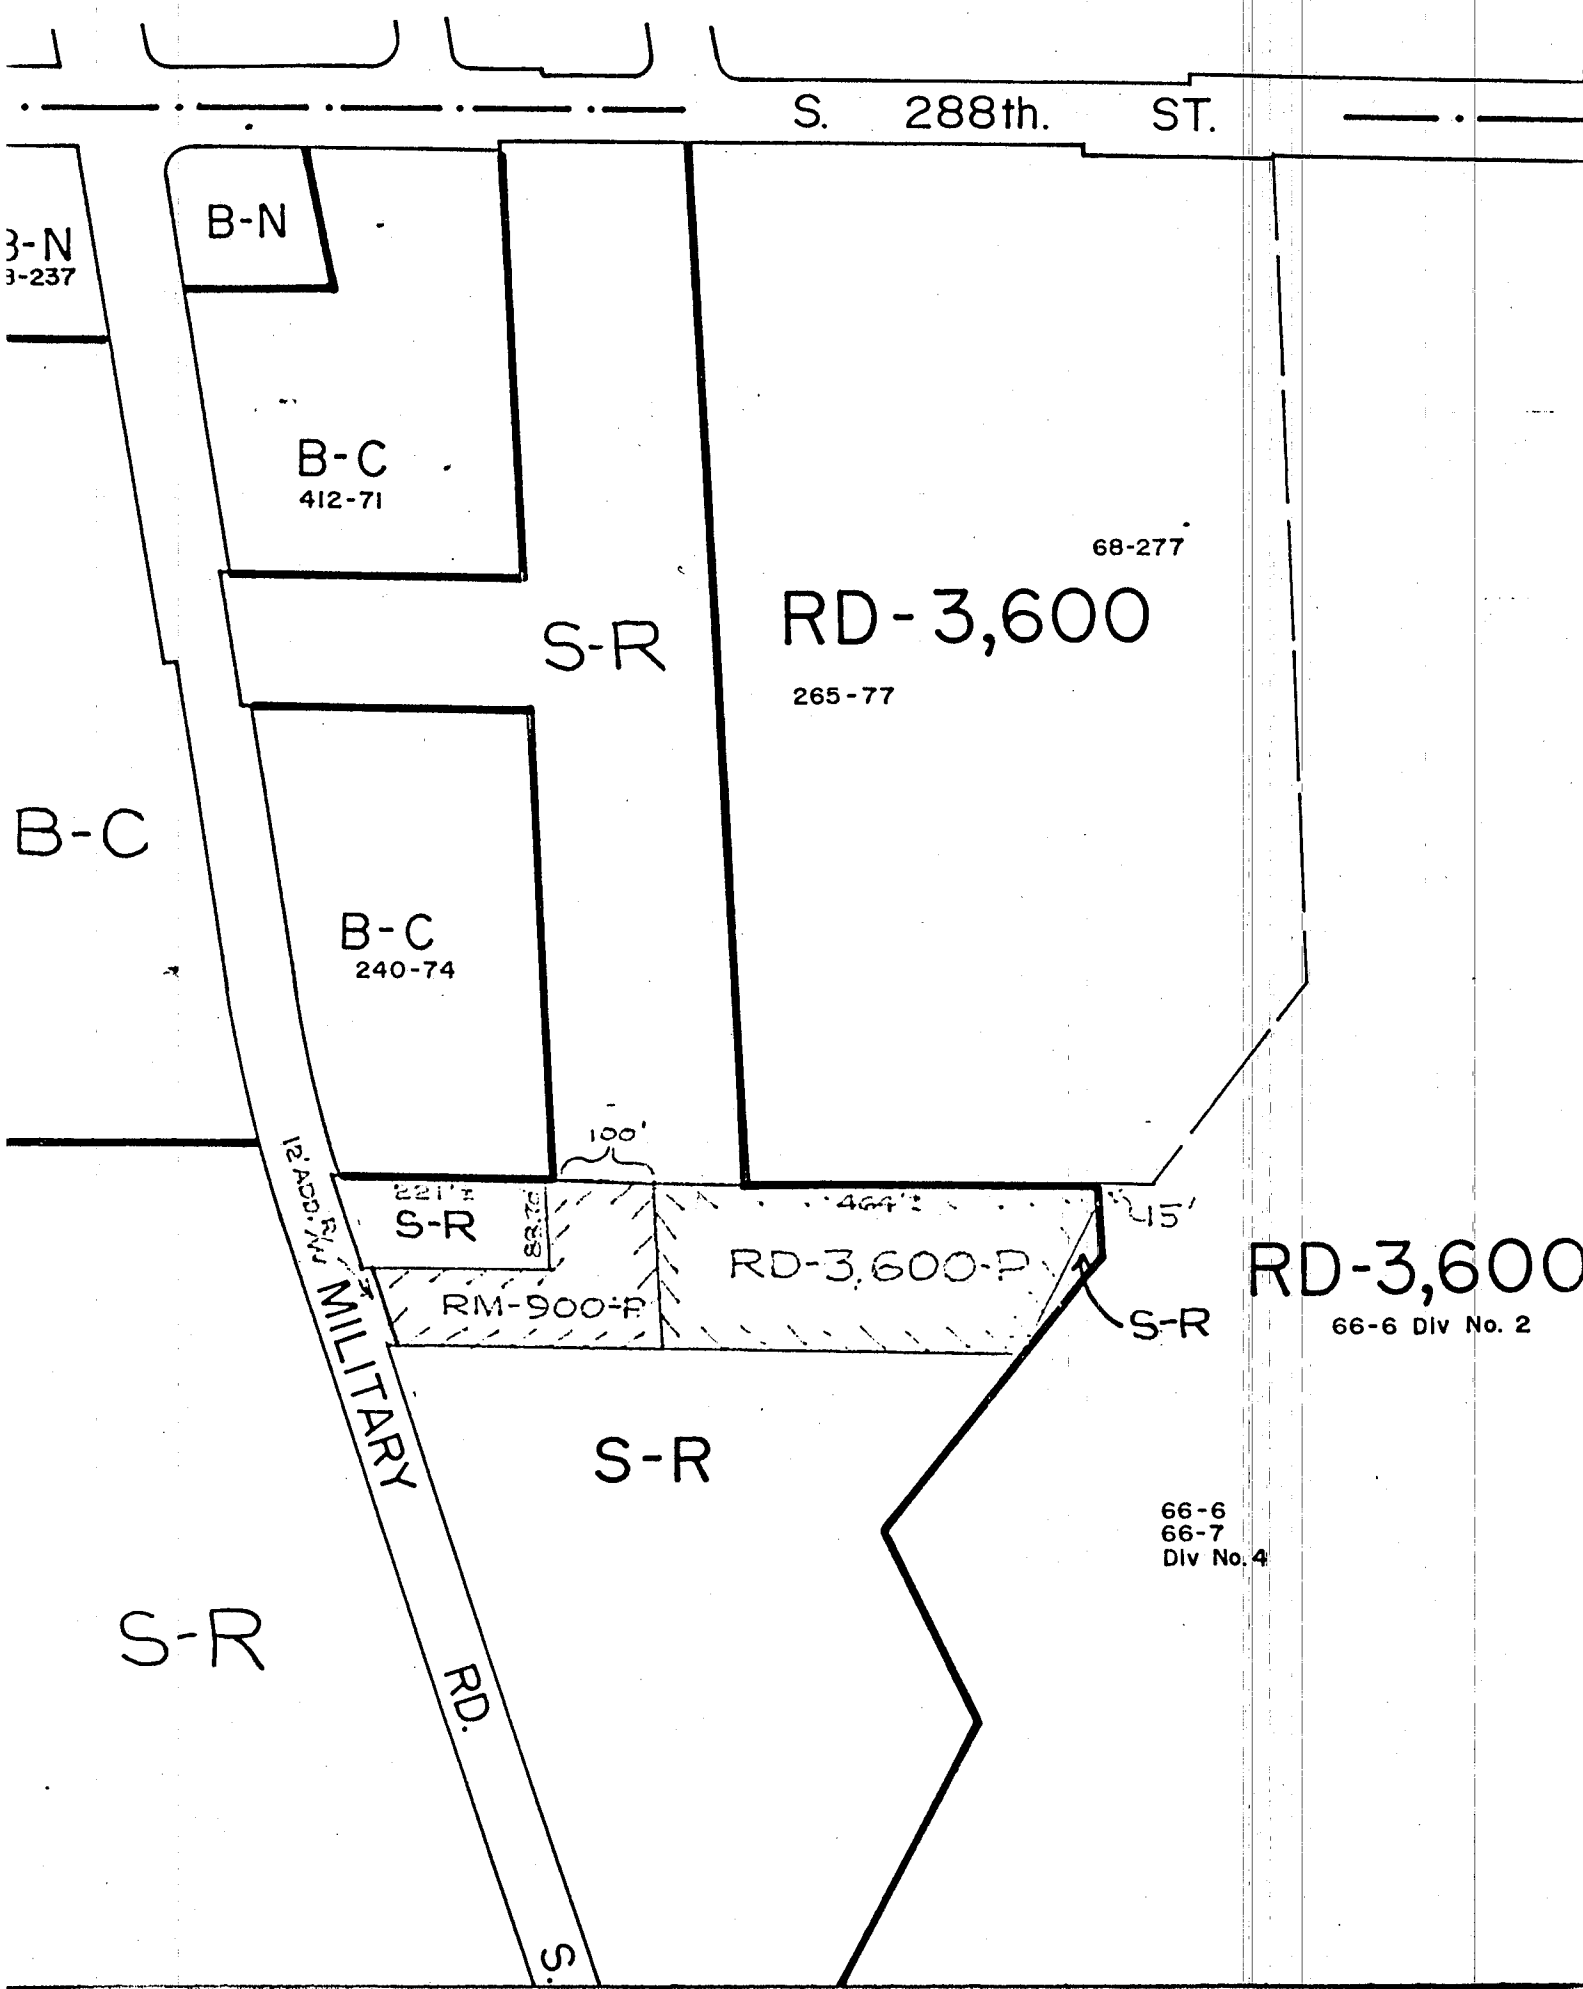 S. 288th. ST.
B-N
B-N
3-237
B-C
412-71
68-277
RD-3,600
S-R
265-77
B-C
B-C
240-74
100'
12' ADD. R/W
221'±
464'±
15'
S-R
RD-3,600-P
RD-3,600
RM-900-P
S-R
66-6 Div No. 2
MILITARY
S-R
66-6
66-7
Div No. 4
S-R
RD.
S.